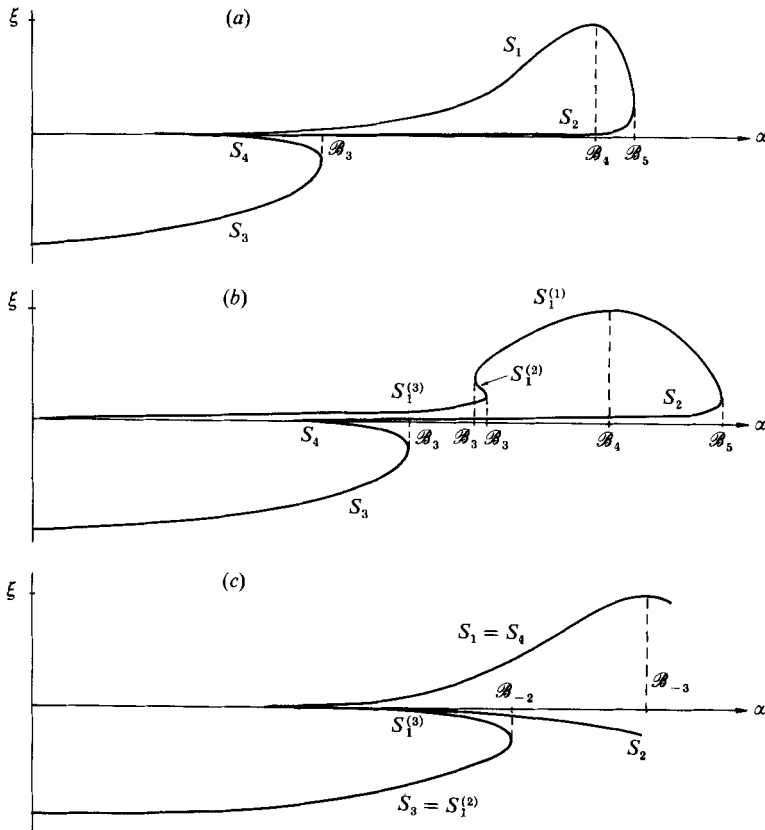 ξ
(a)
S₁
S₂
α
S₄
ℬ₃
ℬ₄
ℬ₅
S₃
(b)
S₁⁽¹⁾
ξ
S₁⁽²⁾
S₁⁽³⁾
S₂
α
S₄
ℬ₃
ℬ₃
ℬ₃
ℬ₄
ℬ₅
S₃
(c)
ξ
S₁ = S₄
ℬ₋₂
ℬ₋₃
α
S₁⁽³⁾
S₂
S₃ = S₁⁽²⁾